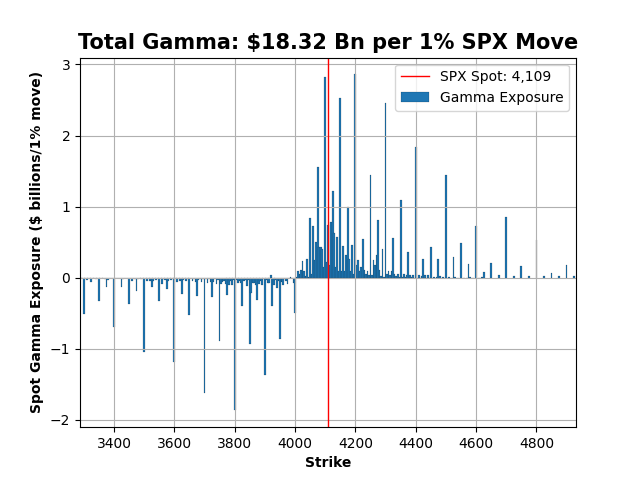 Total Gamma: $18.32 Bn per 1% SPX Move
SPX Spot: 4,109
Gamma Exposure
3
2
1
0
−1
−2
Spot Gamma Exposure ($ billions/1% move)
3400 3600 3800 4000 4200 4400 4600 4800
Strike